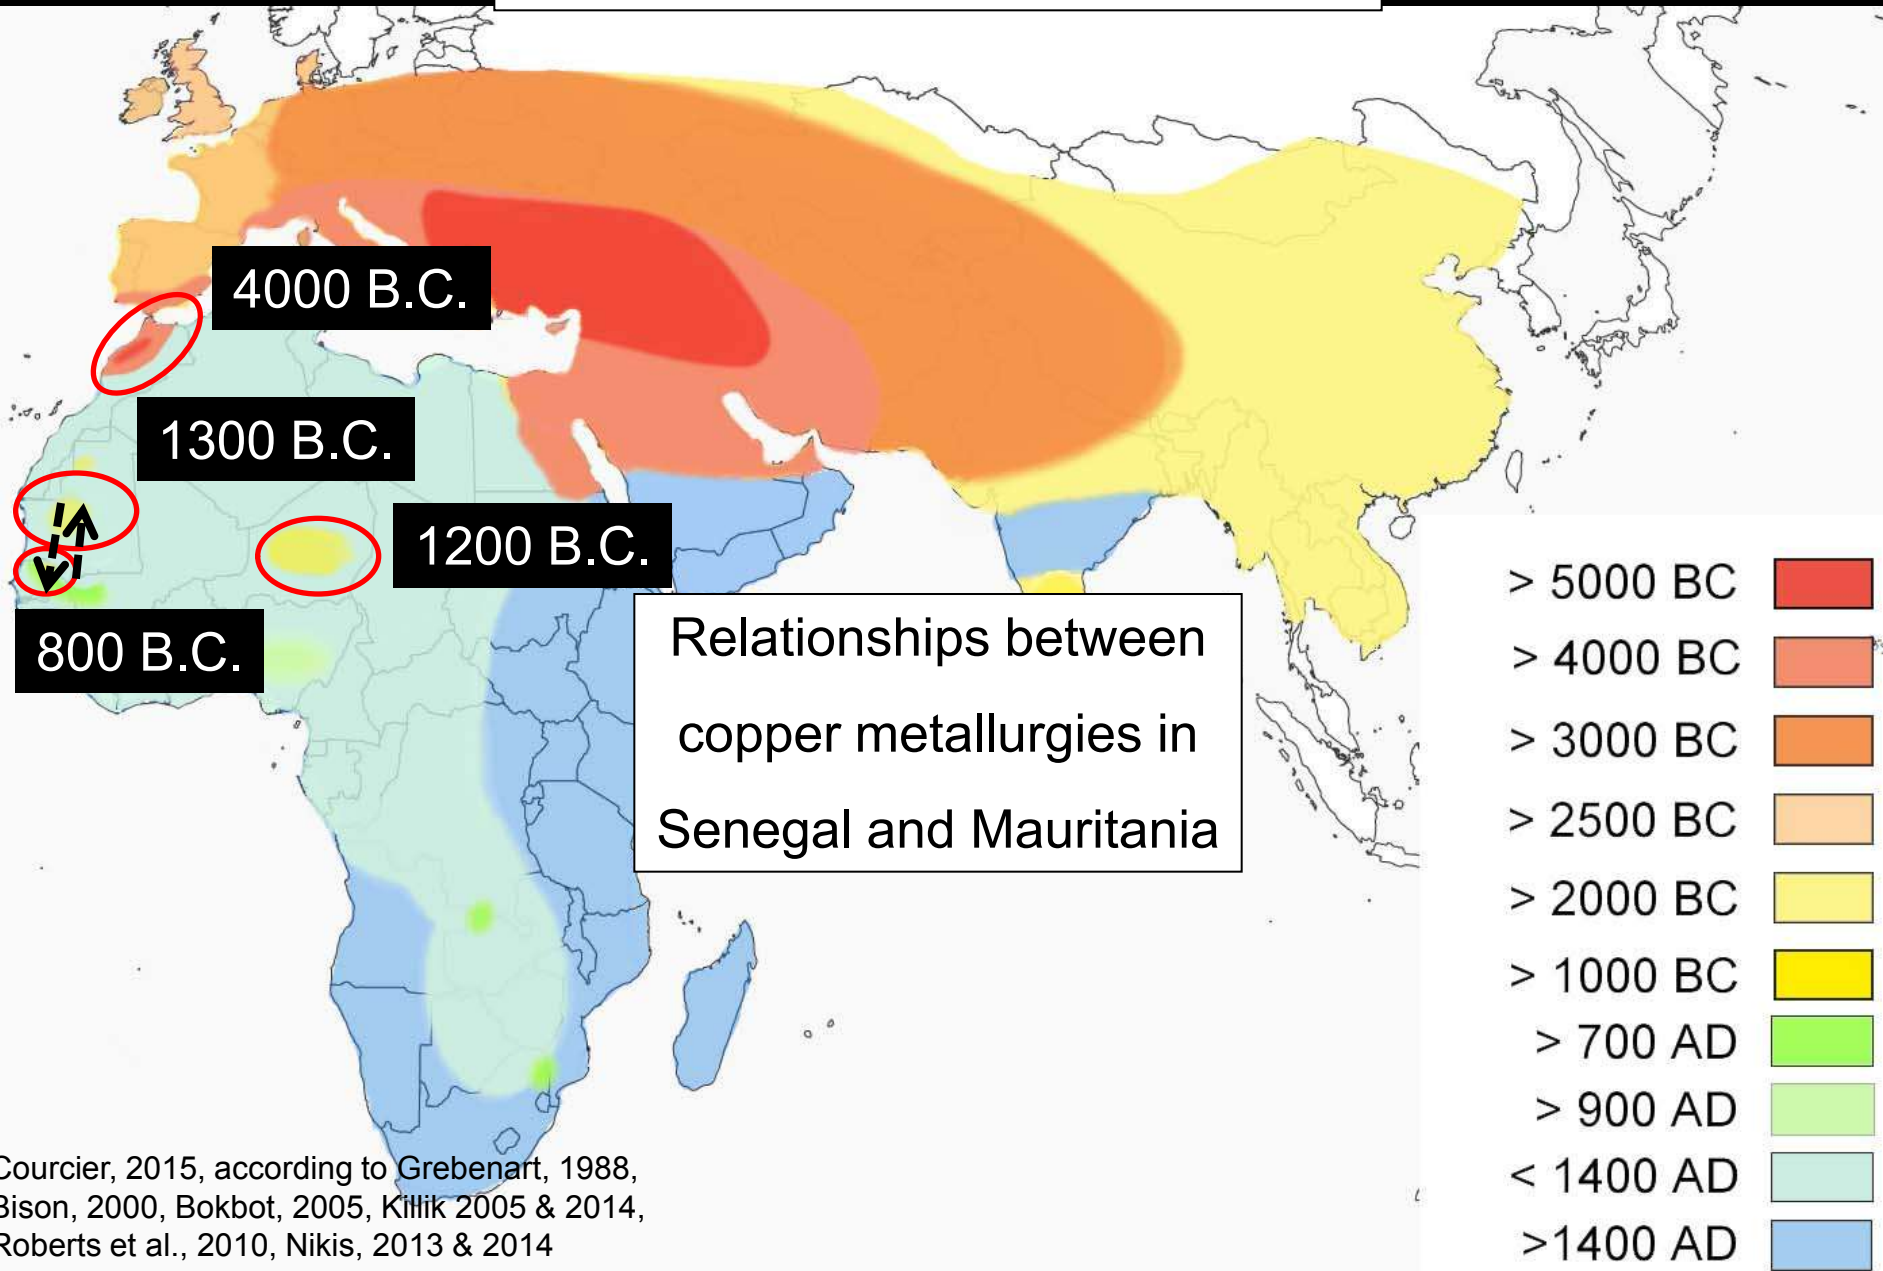 4000 B.C.
1300 B.C.
1200 B.C.
800 B.C.
Relationships between
copper metallurgies in
Senegal and Mauritania
> 5000 BC
> 4000 BC
> 3000 BC
> 2500 BC
> 2000 BC
> 1000 BC
> 700 AD
> 900 AD
< 1400 AD
>1400 AD
Courcier, 2015, according to Grebenart, 1988,
Bison, 2000, Bokbot, 2005, Killik 2005 & 2014,
Roberts et al., 2010, Nikis, 2013 & 2014